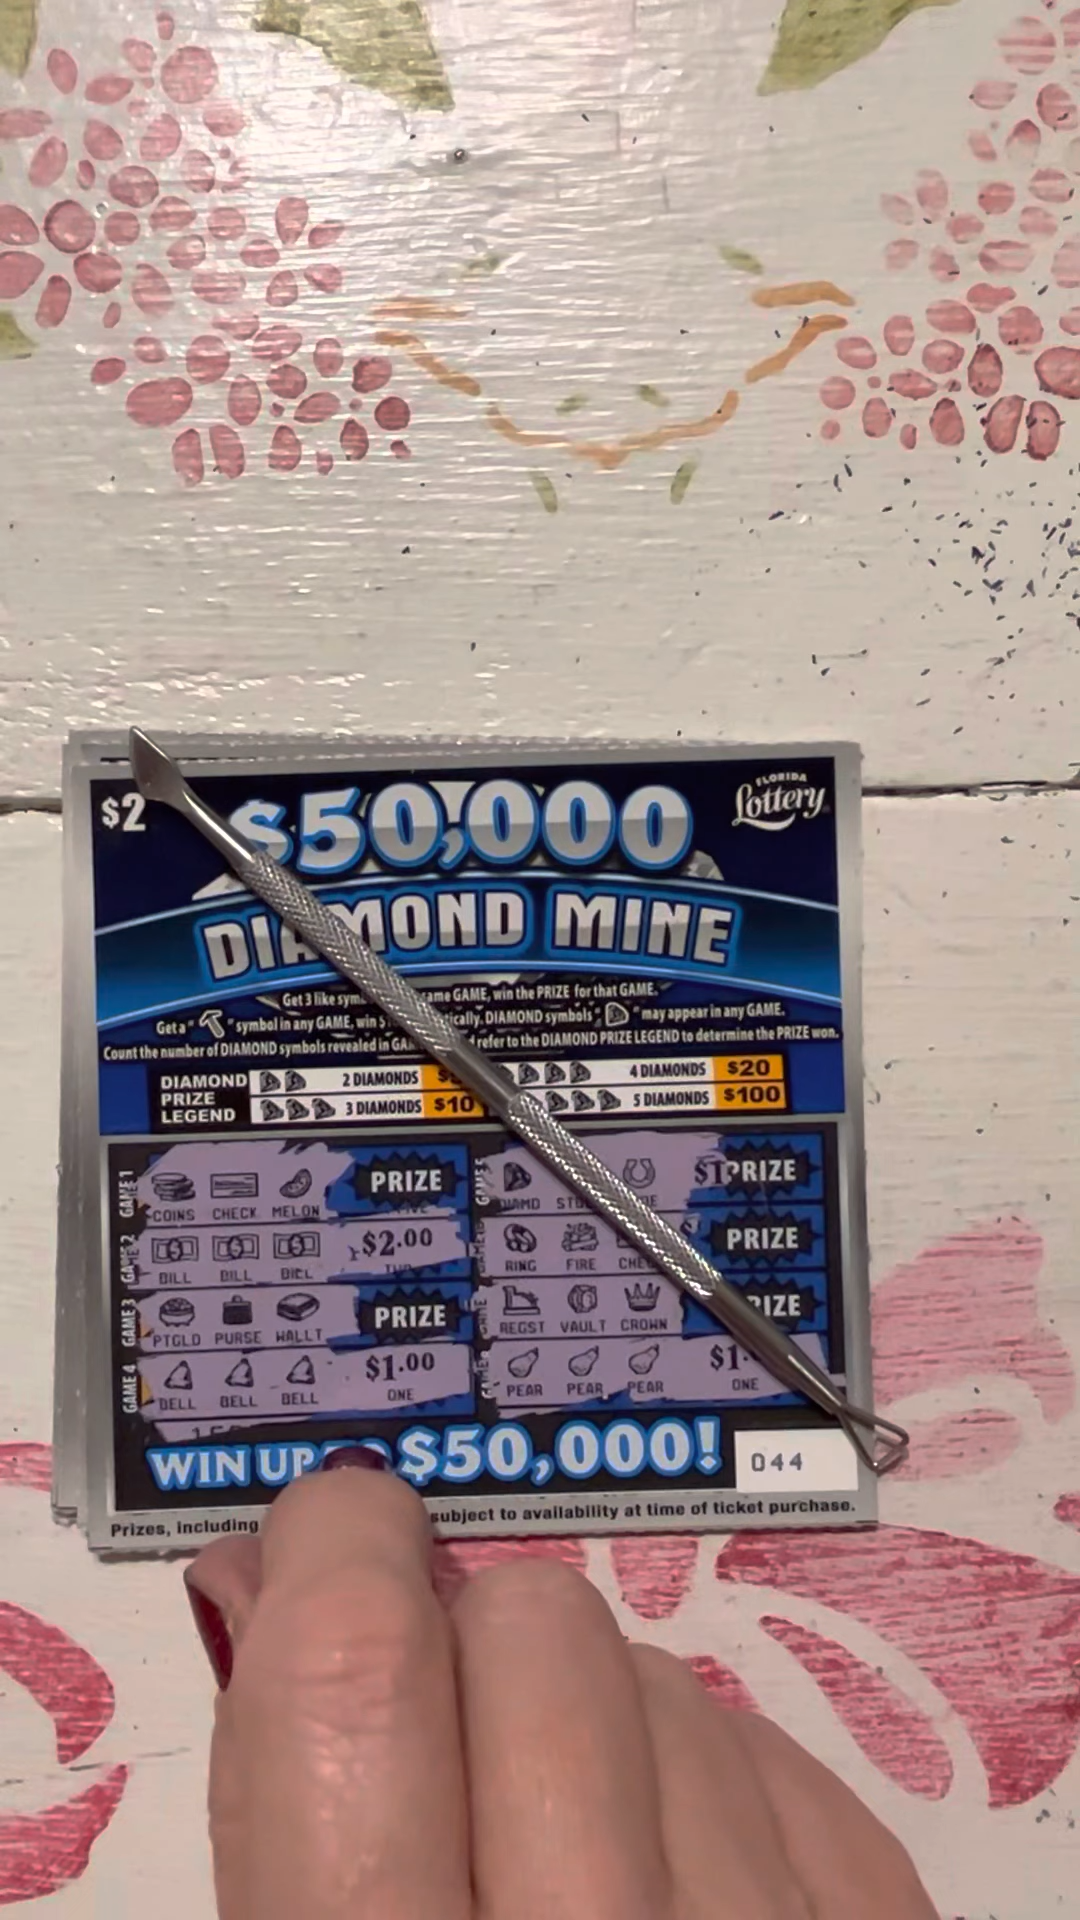 $2
$50,000
FLORIDA
Lottery
DIAMOND MINE
Get 3 like same GAME, win the PRIZE for that GAME.
Get a " " symbol in any GAME, win DIAMOND symbols " " may appear in any GAME.
Count the number of DIAMOND symbols revealed in refer to the DIAMOND PRIZE LEGEND to determine the PRIZE won.
DIAMOND
PRIZE
LEGEND
2 DIAMONDS
3 DIAMONDS $10
4 DIAMONDS $20
5 DIAMONDS $100
GAME 1
COINS CHECK MELON
PRIZE
GAME 2
BILL BILL BILL
$2.00
GAME 3
PTGLD PURSE WALLT
PRIZE
GAME 4
BELL BELL BELL
$1.00
ONE
PRIZE
RING FIRE
PRIZE
REGST VAULT CROWN
PEAR PEAR PEAR
ONE
WIN UP $50,000!
044
Prizes, including subject to availability at time of ticket purchase.